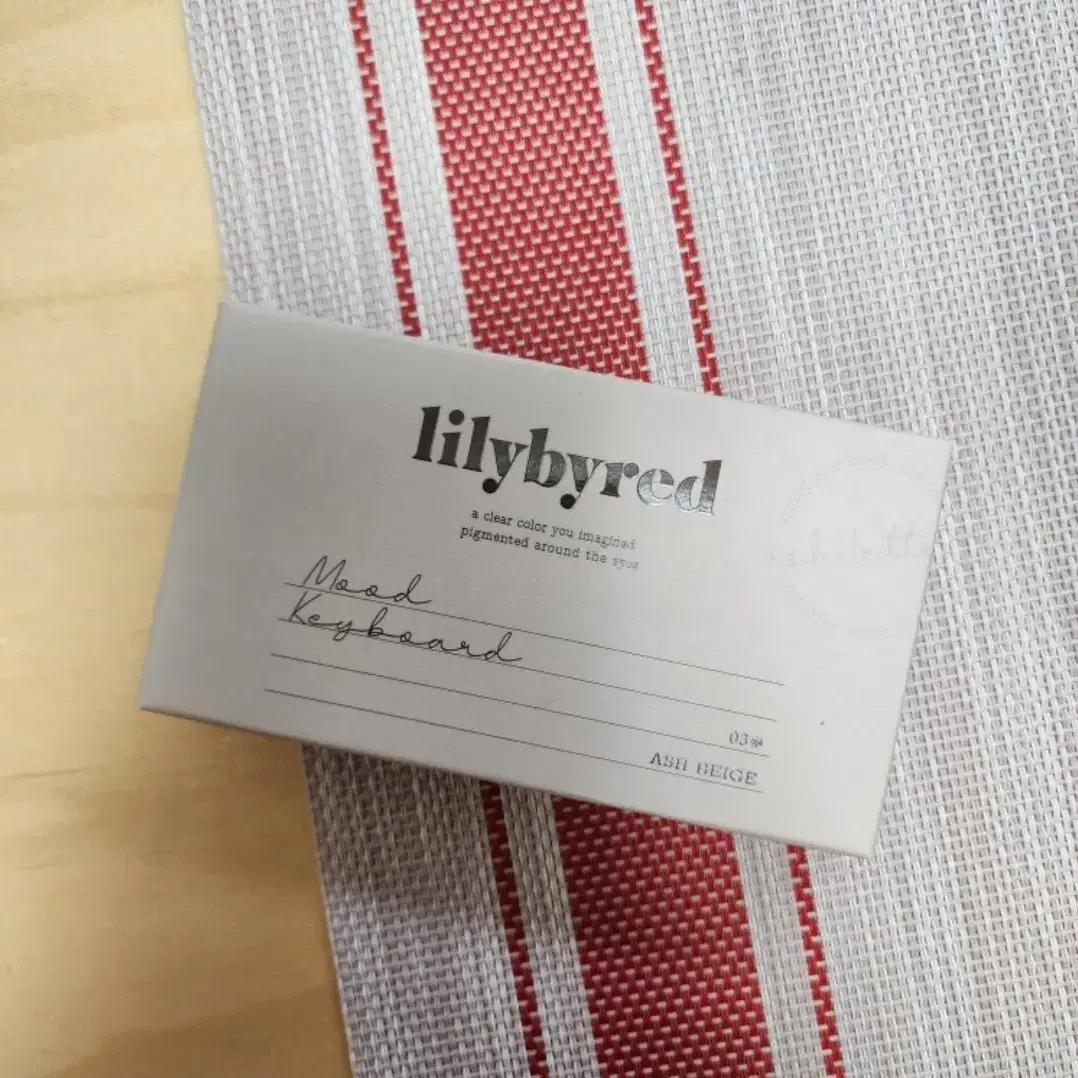 lilybyred
a clear color you imagined
pigmented around the eyes
Mood
Keyboard
03#
ASH BEIGE